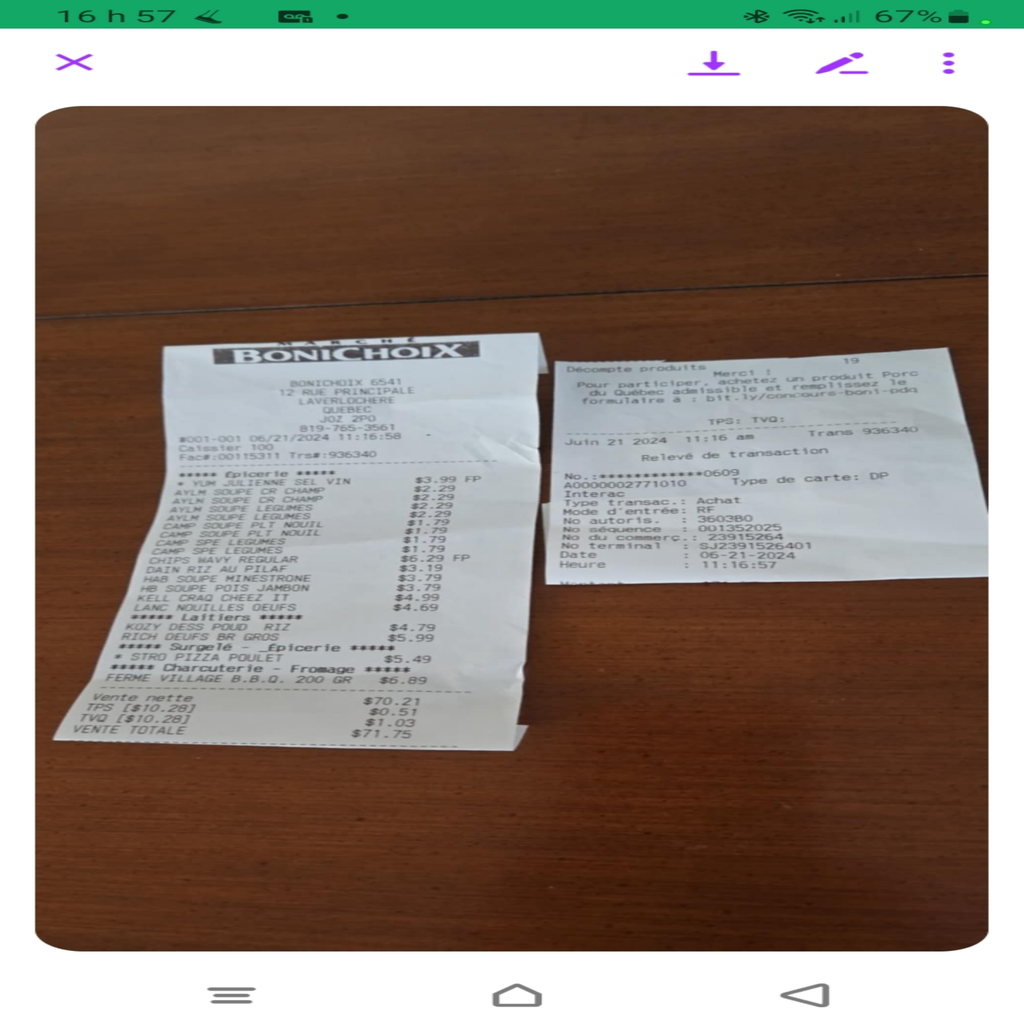 16 h 57
67%
MARCHÉ
BONICHOIX
BONICHOIX 6541
12 RUE PRINCIPALE
LAVERLOCHERE
QUEBEC
J0Z 2P0
819-765-3561
#001-001 06/21/2024 11:16:58
Caissier 100
Fac#:00115311 Trs#:936340
***** Épicerie *****
* YUM JULIENNE SEL VIN $3.99 FP
AYLM SOUPE CR CHAMP $2.29
AYLM SOUPE CR CHAMP $2.29
AYLM SOUPE LEGUMES $2.29
AYLM SOUPE LEGUMES $2.29
CAMP SOUPE PLT NOUIL $1.79
CAMP SOUPE PLT NOUIL $1.79
CAMP SPE LEGUMES $1.79
CAMP SPE LEGUMES $1.79
CHIPS WAVY REGULAR $6.29 FP
DAIN RIZ AU PILAF $3.19
HAB SOUPE MINESTRONE $3.79
HB SOUPE POIS JAMBON $3.79
KELL CRAQ CHEEZ IT $4.99
LANC NOUILLES OEUFS $4.69
***** Laitiers *****
KOZY DESS POUD RIZ $4.79
RICH OEUFS BR GROS $5.99
***** Surgelé - _Épicerie *****
* STRO PIZZA POULET $5.49
***** Charcuterie - Fromage *****
FERME VILLAGE B.B.Q. 200 GR $6.89
Vente nette $70.21
TPS [$10.28] $0.51
TVQ [$10.28] $1.03
VENTE TOTALE $71.75
Décompte produits 19
Merci !
Pour participer, achetez un produit Porc
du Québec admissible et remplissez le
formulaire à : bit.ly/concours-boni-pdq
TPS: TVQ:
Juin 21 2024 11:16 am Trans 936340
Relevé de transaction
No.:************0609
A0000002771010 Type de carte: DP
Interac
Type transac.: Achat
Mode d'entrée: RF
No autoris. : 360380
No séquence : 001352025
No du commerç.: 23915264
No terminal : SJ2391526401
Date : 06-21-2024
Heure : 11:16:57